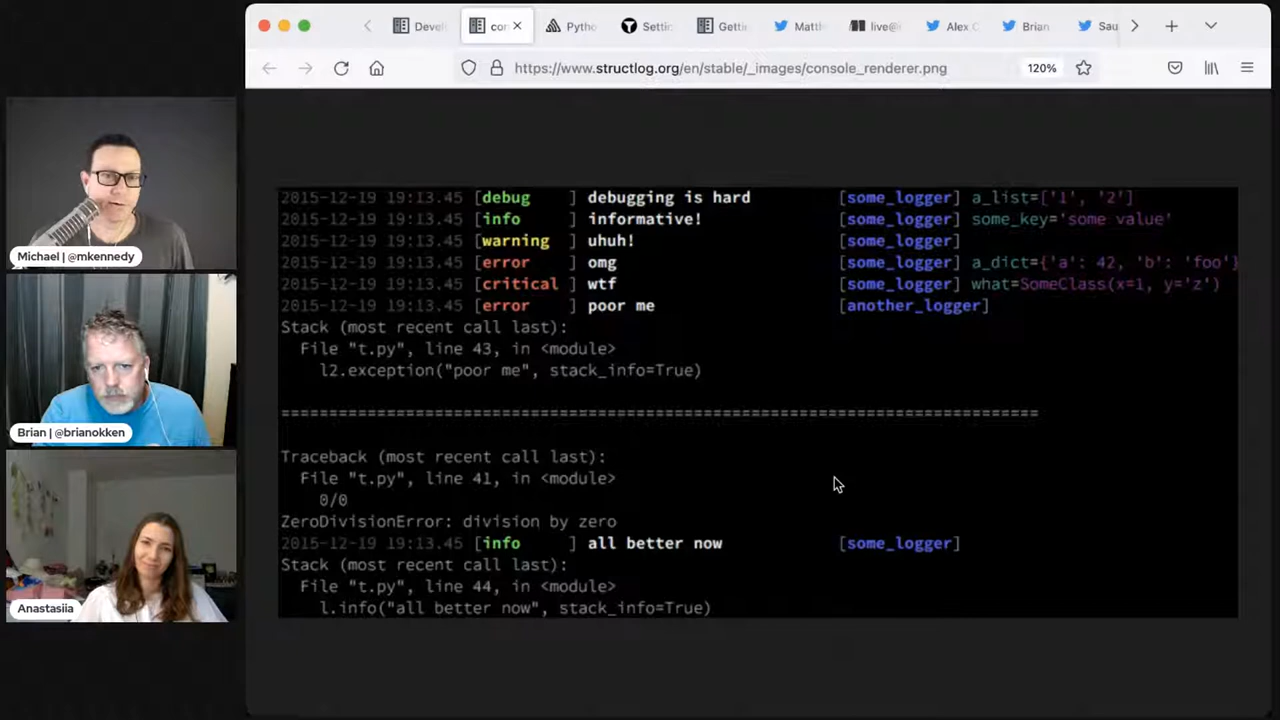 Devel
con
Pytho
Settin
Getti
Matth
live@
Alex C
Brian
Sau
https://www.structlog.org/en/stable/_images/console_renderer.png
120%
Michael | @mkennedy
Brian | @brianokken
Anastasiia
2015-12-19 19:13.45 [debug    ] debugging is hard [some_logger] a_list=['1', '2']
2015-12-19 19:13.45 [info     ] informative! [some_logger] some_key='some value'
2015-12-19 19:13.45 [warning  ] uhuh! [some_logger]
2015-12-19 19:13.45 [error    ] omg [some_logger] a_dict={'a': 42, 'b': 'foo'}
2015-12-19 19:13.45 [critical ] wtf [some_logger] what=SomeClass(x=1, y='z')
2015-12-19 19:13.45 [error    ] poor me [another_logger]
Stack (most recent call last):
File "t.py", line 43, in <module>
l2.exception("poor me", stack_info=True)
===============================================================================
Traceback (most recent call last):
File "t.py", line 41, in <module>
0/0
ZeroDivisionError: division by zero
2015-12-19 19:13.45 [info     ] all better now [some_logger]
Stack (most recent call last):
File "t.py", line 44, in <module>
l.info("all better now", stack_info=True)